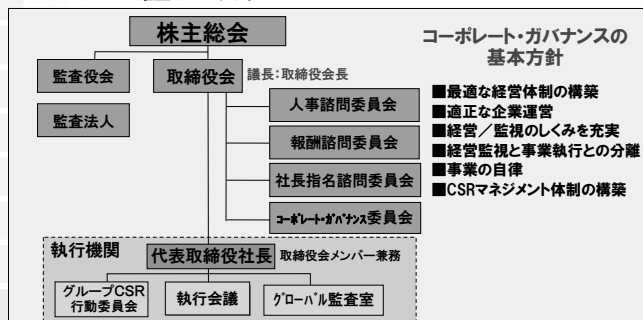 株主総会
監査役会
取締役会
議長:取締役会長
監査法人
人事諮問委員会
報酬諮問委員会
社長指名諮問委員会
ｺｰﾎﾟﾚｰﾄ・ｶﾞﾊﾞﾅﾝｽ委員会
執行機関
代表取締役社長
取締役会メンバー兼務
グループCSR
行動委員会
執行会議
ｸﾞﾛｰﾊﾞﾙ監査室
コーポレート・ガバナンスの
基本方針
■最適な経営体制の構築
■適正な企業運営
■経営／監視のしくみを充実
■経営監視と事業執行との分離
■事業の自律
■CSRマネジメント体制の構築